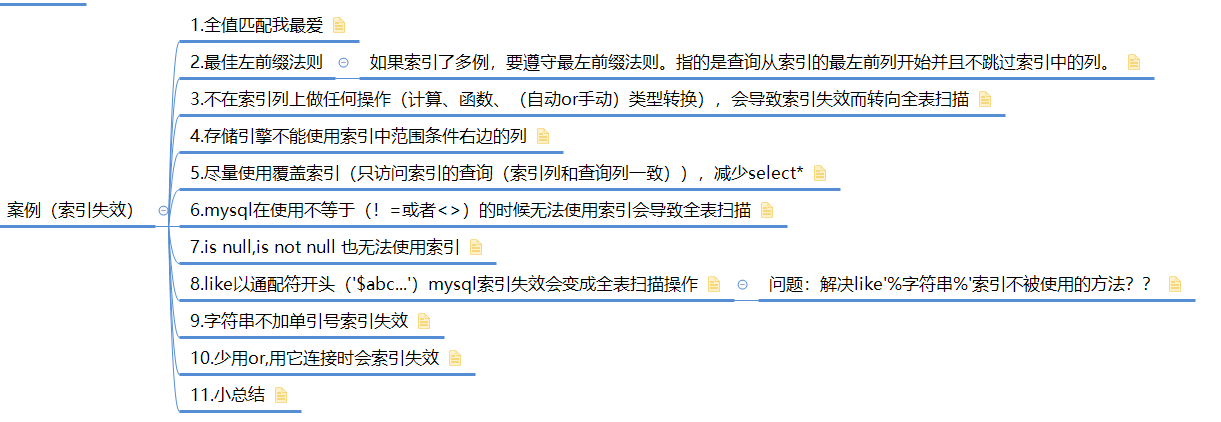 1.全值匹配我最爱
2.最佳左前缀法则 如果索引了多例，要遵守最左前缀法则。指的是查询从索引的最左前列开始并且不跳过索引中的列。
3.不在索引列上做任何操作（计算、函数、（自动or手动）类型转换），会导致索引失效而转向全表扫描
4.存储引擎不能使用索引中范围条件右边的列
5.尽量使用覆盖索引（只访问索引的查询（索引列和查询列一致）），减少select*
案例（索引失效）
6.mysql在使用不等于（！=或者<>）的时候无法使用索引会导致全表扫描
7.is null,is not null 也无法使用索引
8.like以通配符开头（'$abc...'）mysql索引失效会变成全表扫描操作 问题：解决like'%字符串%'索引不被使用的方法？？
9.字符串不加单引号索引失效
10.少用or,用它连接时会索引失效
11.小总结